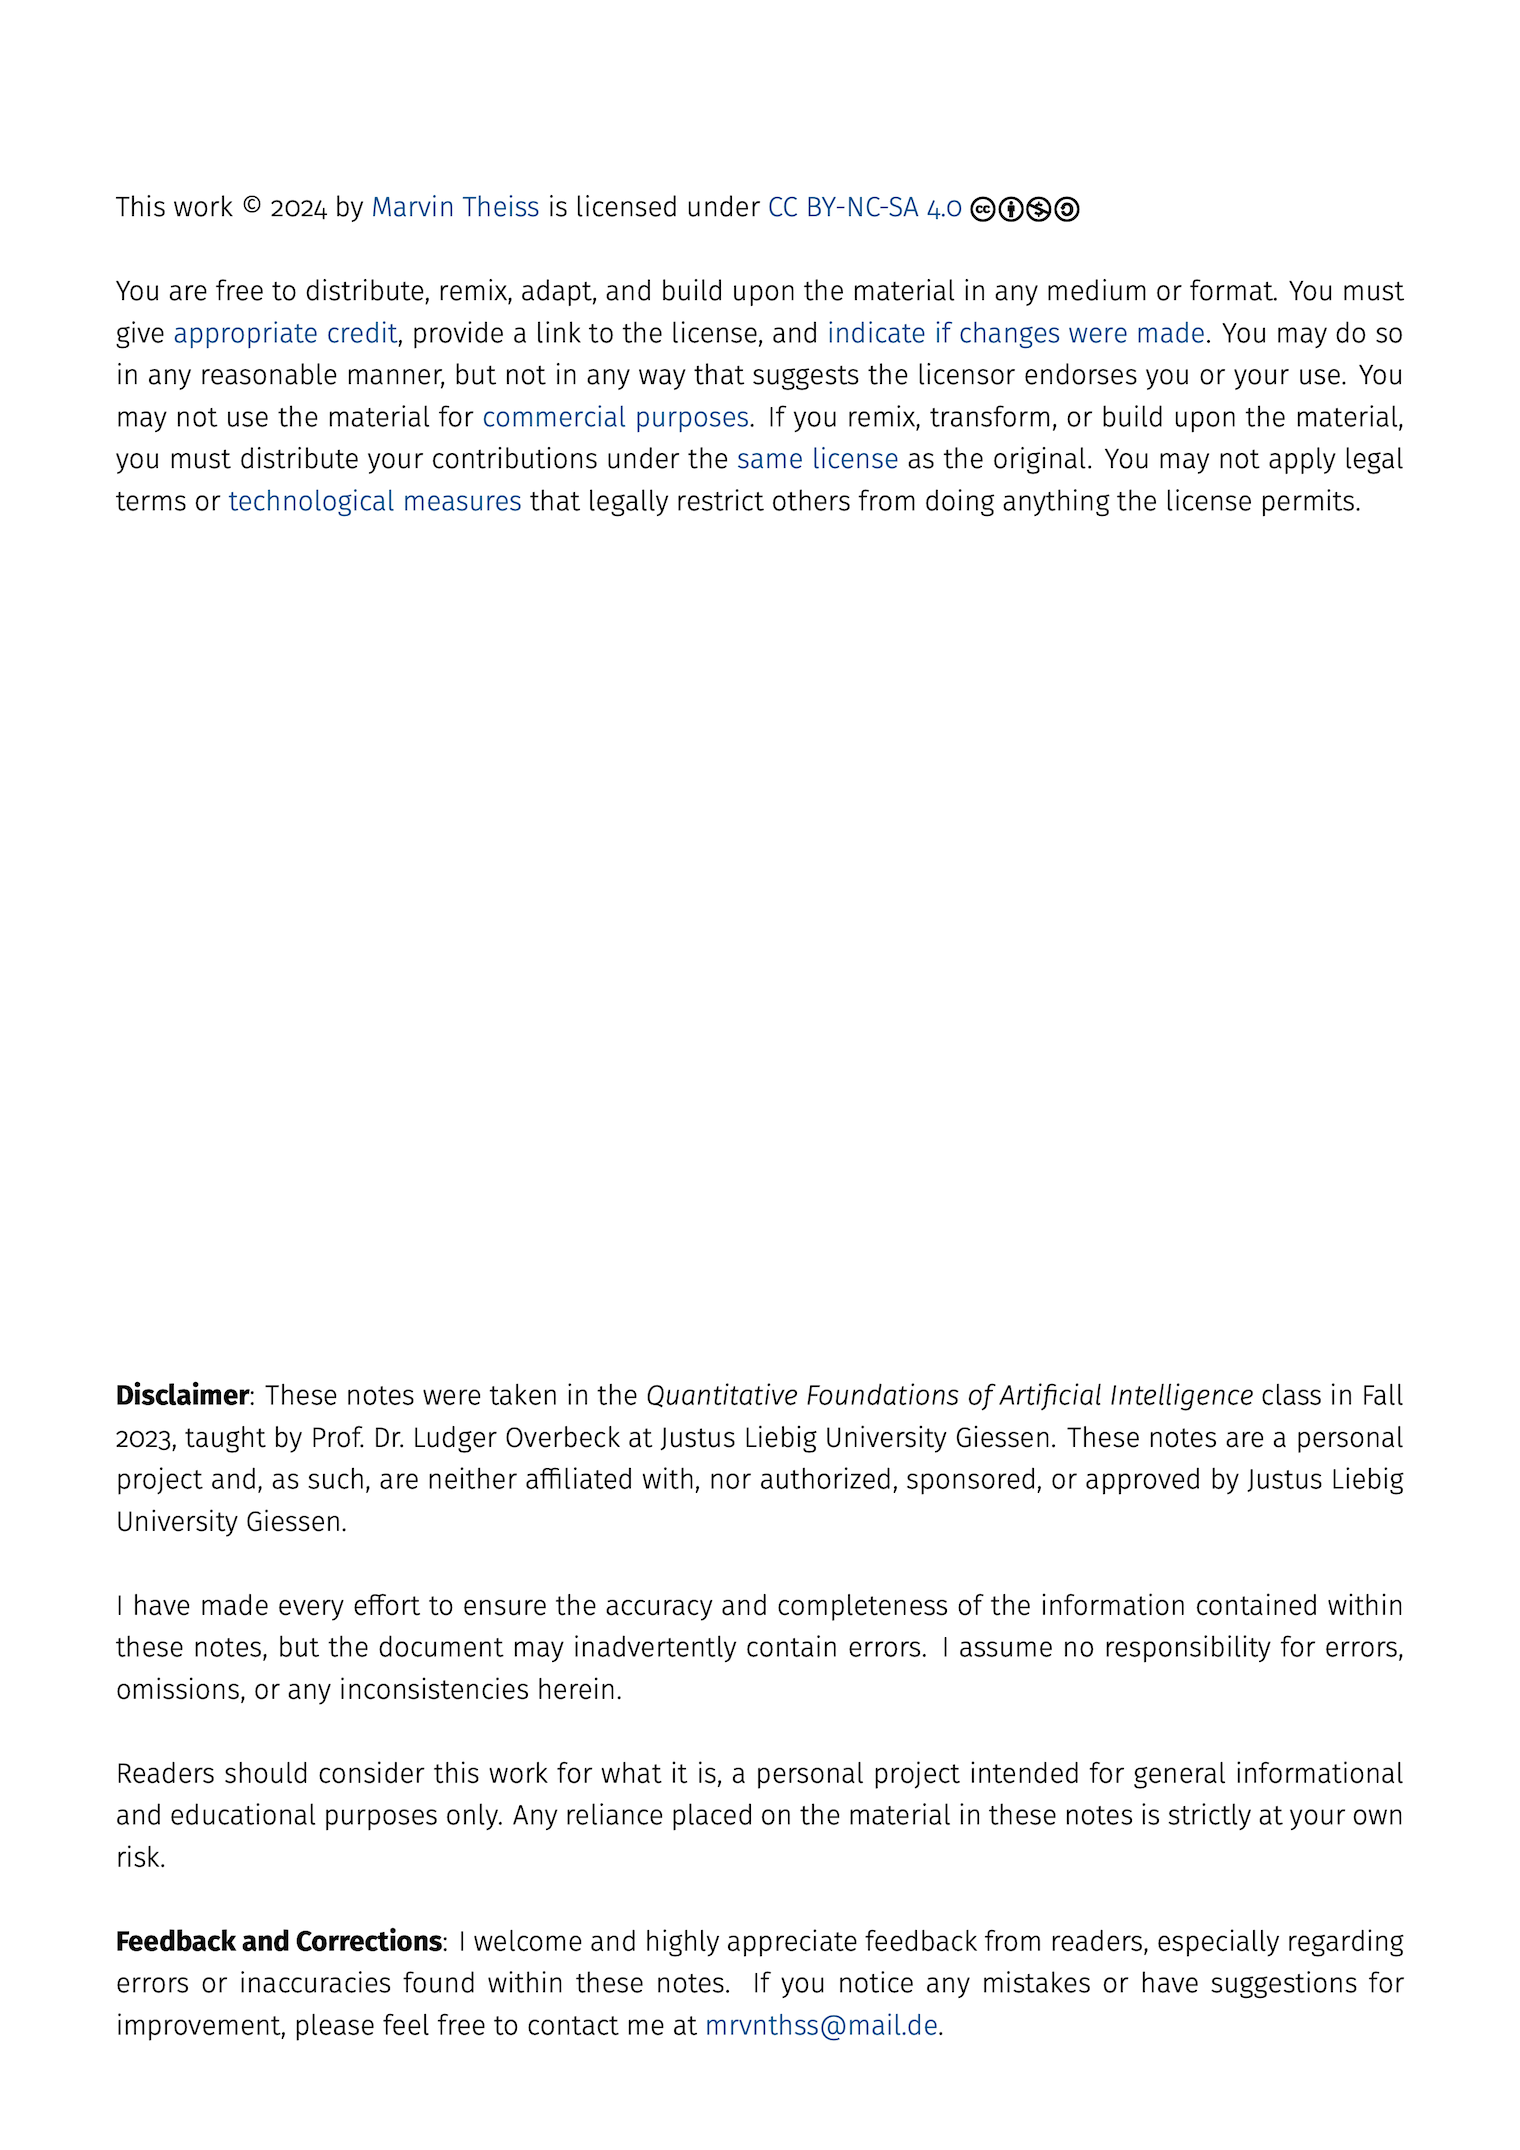 This work © 2024 by Marvin Theiss is licensed under CC BY-NC-SA 4.0
You are free to distribute, remix, adapt, and build upon the material in any medium or format. You must
give appropriate credit, provide a link to the license, and indicate if changes were made. You may do so
in any reasonable manner, but not in any way that suggests the licensor endorses you or your use. You
may not use the material for commercial purposes. If you remix, transform, or build upon the material,
you must distribute your contributions under the same license as the original. You may not apply legal
terms or technological measures that legally restrict others from doing anything the license permits.
Disclaimer: These notes were taken in the Quantitative Foundations of Artificial Intelligence class in Fall
2023, taught by Prof. Dr. Ludger Overbeck at Justus Liebig University Giessen. These notes are a personal
project and, as such, are neither affiliated with, nor authorized, sponsored, or approved by Justus Liebig
University Giessen.
I have made every effort to ensure the accuracy and completeness of the information contained within
these notes, but the document may inadvertently contain errors. I assume no responsibility for errors,
omissions, or any inconsistencies herein.
Readers should consider this work for what it is, a personal project intended for general informational
and educational purposes only. Any reliance placed on the material in these notes is strictly at your own
risk.
Feedback and Corrections: I welcome and highly appreciate feedback from readers, especially regarding
errors or inaccuracies found within these notes. If you notice any mistakes or have suggestions for
improvement, please feel free to contact me at mrvnthss@mail.de.